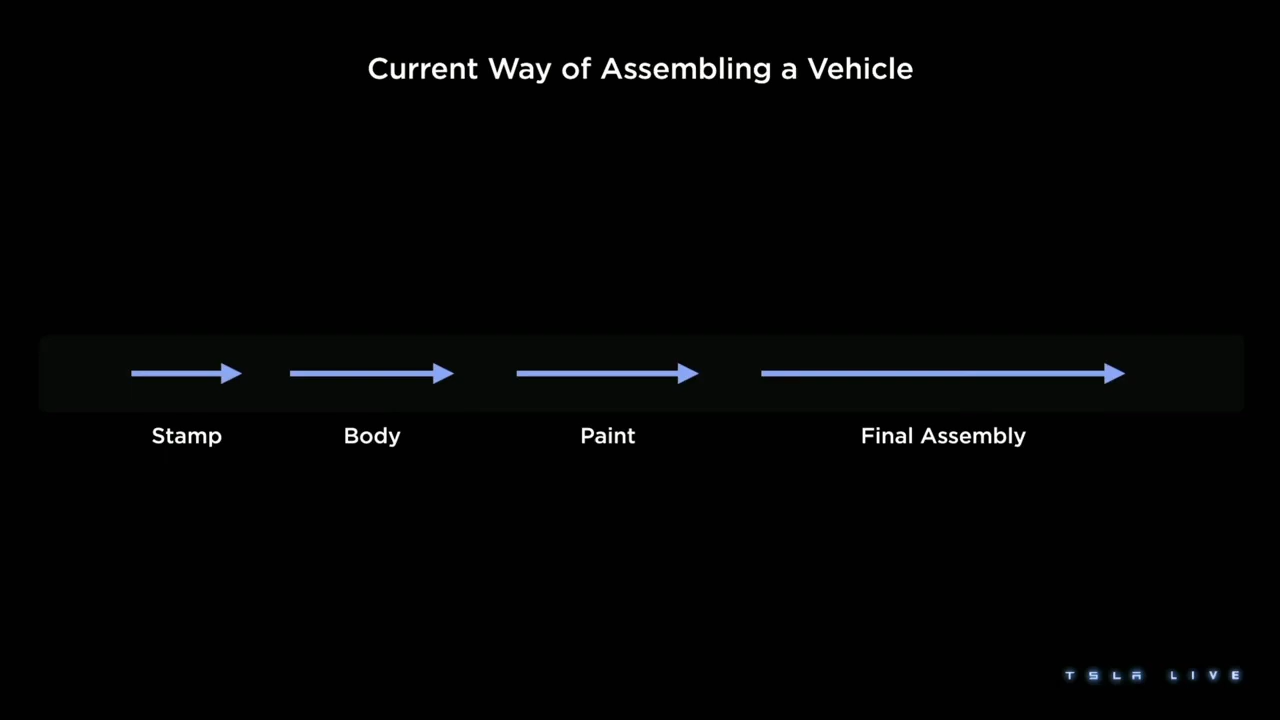 Current Way of Assembling a Vehicle
Stamp
Body
Paint
Final Assembly
TSLA LIVE